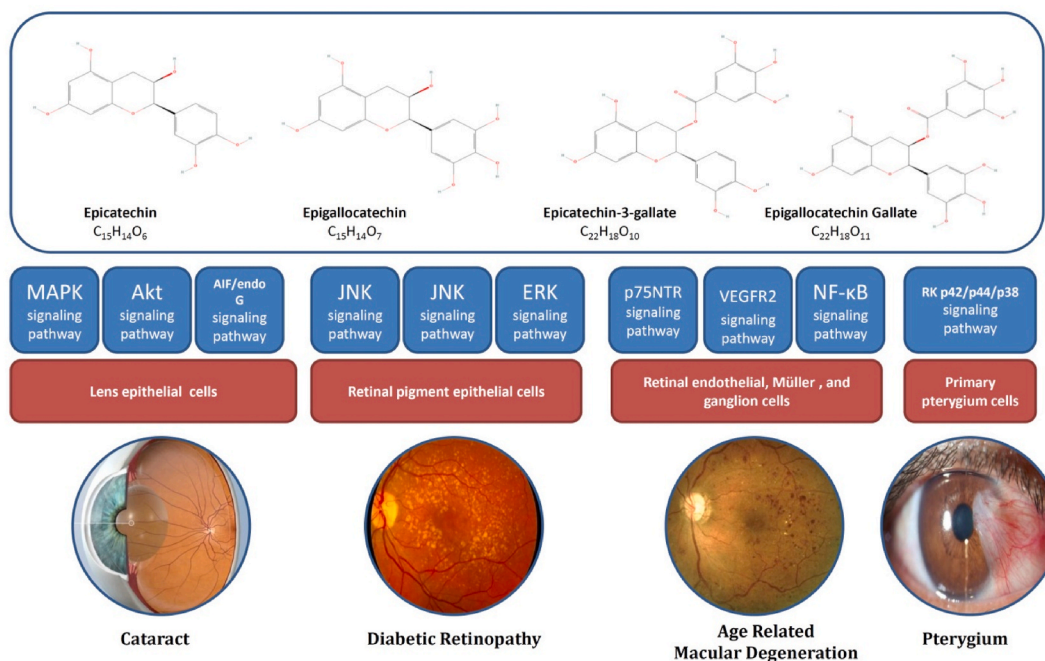 Epicatechin
C₁₅H₁₄O₆
Epigallocatechin
C₁₅H₁₄O₇
Epicatechin-3-gallate
C₂₂H₁₈O₁₀
Epigallocatechin Gallate
C₂₂H₁₈O₁₁
MAPK
signaling
pathway
Akt
signaling
pathway
AIF/endo
G
signaling
pathway
JNK
signaling
pathway
JNK
signaling
pathway
ERK
signaling
pathway
p75NTR
signaling
pathway
VEGFR2
signaling
pathway
NF-κB
signaling
pathway
RK p42/p44/p38
signaling
pathway
Lens epithelial cells
Retinal pigment epithelial cells
Retinal endothelial, Müller , and
ganglion cells
Primary
pterygium cells
Cataract
Diabetic Retinopathy
Age Related
Macular Degeneration
Pterygium